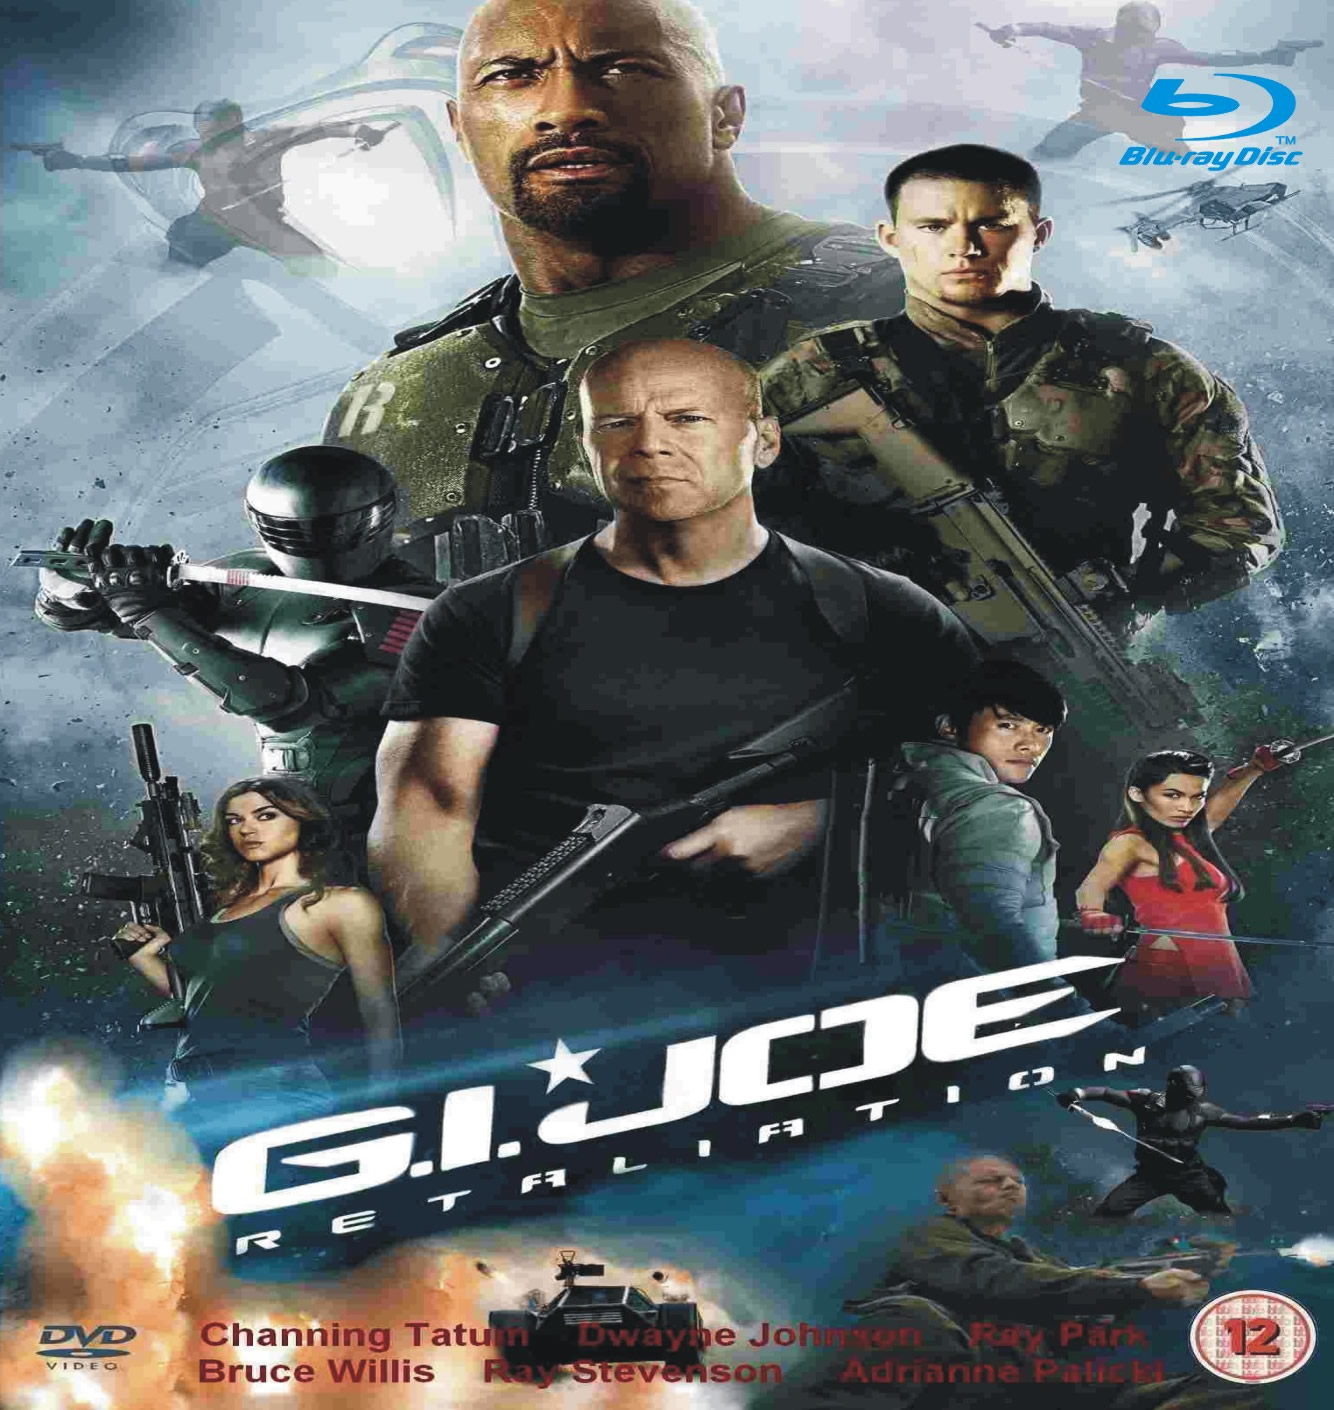 TM
Blu-ray Disc
R
G.I. JOE
RETALIATION
DVD
VIDEO
Channing Tatum Dwayne Johnson Ray Park
Bruce Willis Ray Stevenson Adrianne Palicki
12